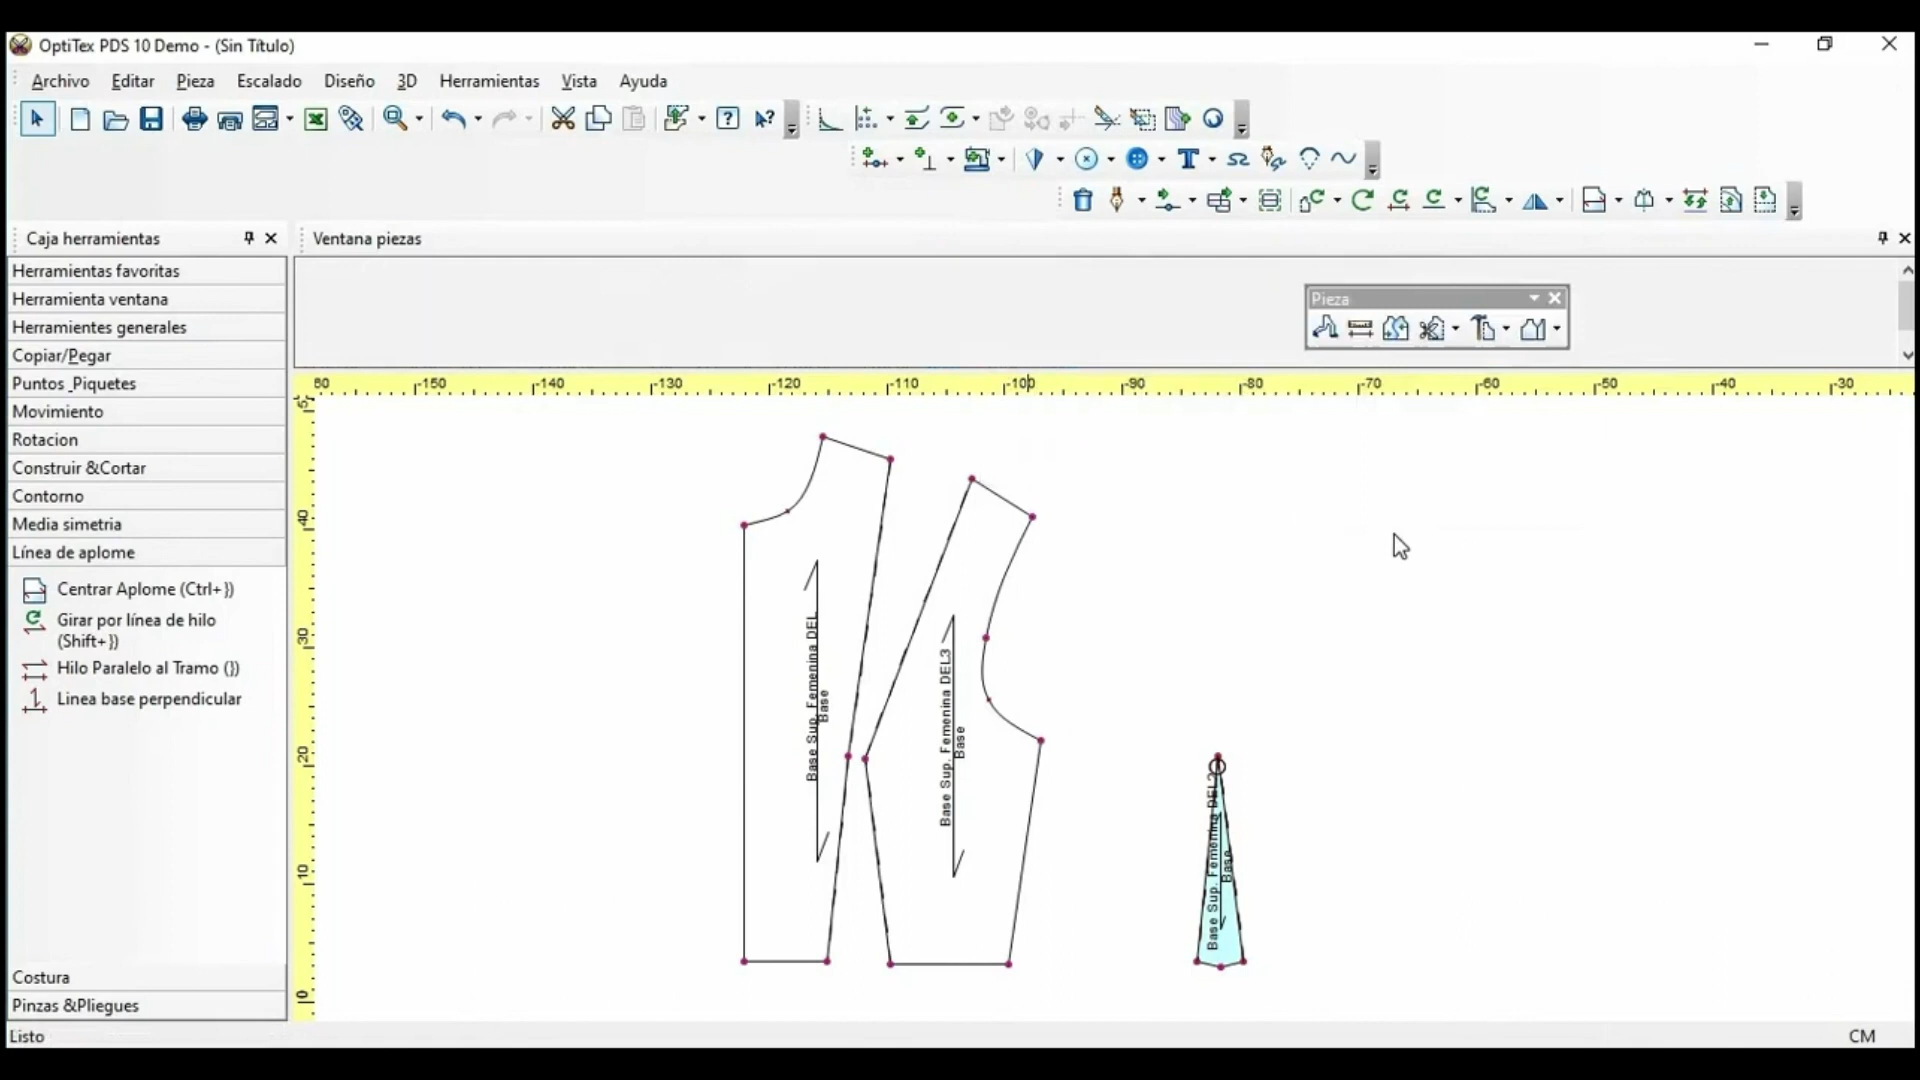 OptiTex PDS 10 Demo - (Sin Título)
Archivo Editar Pieza Escalado Diseño 3D Herramientas Vista Ayuda
Caja herramientas
Ventana piezas
Herramientas favoritas
Herramienta ventana
Herramientes generales
Copiar/Pegar
Puntos_Piquetes
Movimiento
Rotacion
Construir &Cortar
Contorno
Media simetria
Línea de aplome
Centrar Aplome (Ctrl+})
Girar por línea de hilo
(Shift+})
Hilo Paralelo al Tramo (})
Linea base perpendicular
Costura
Pinzas &Pliegues
Pieza
80 -150 -140 -130 -120 -110 -100 -90 -80 -70 -60 -50 -40 -30
40
30
20
10
0
Base Sup. Femenina DEL
Base
Base Sup. Femenina DEL3
Base
Base Sup. Femenina DEL2
Base
Listo
CM